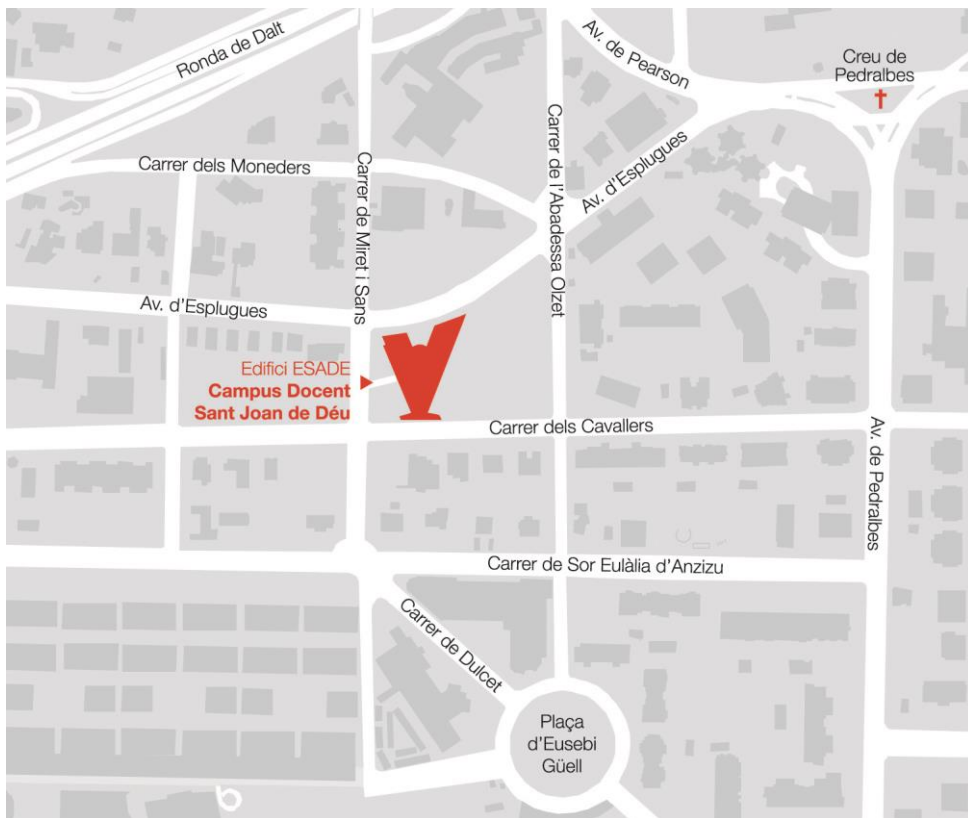 Ronda de Dalt
Av. de Pearson
Creu de
Pedralbes
Carrer dels Moneders
Carrer de Miret i Sans
Carrer de l'Abadessa Olzet
Av. d'Esplugues
Av. d'Esplugues
Edifici ESADE
Campus Docent
Sant Joan de Déu
Carrer dels Cavallers
Av. de Pedralbes
Carrer de Sor Eulàlia d'Anzizu
Carrer de Dulcet
Plaça
d'Eusebi
Güell